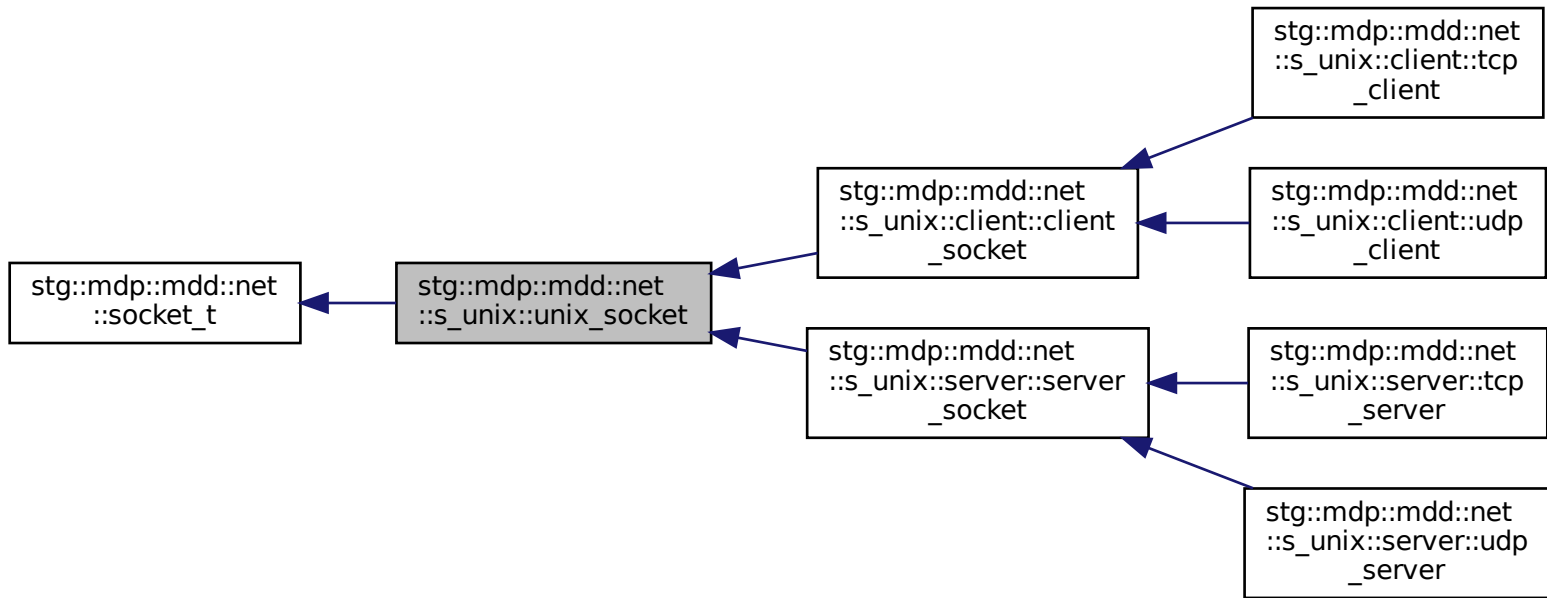 stg::mdp::mdd::net
::socket_t
stg::mdp::mdd::net
::s_unix::unix_socket
stg::mdp::mdd::net
::s_unix::client::client
_socket
stg::mdp::mdd::net
::s_unix::server::server
_socket
stg::mdp::mdd::net
::s_unix::client::tcp
_client
stg::mdp::mdd::net
::s_unix::client::udp
_client
stg::mdp::mdd::net
::s_unix::server::tcp
_server
stg::mdp::mdd::net
::s_unix::server::udp
_server